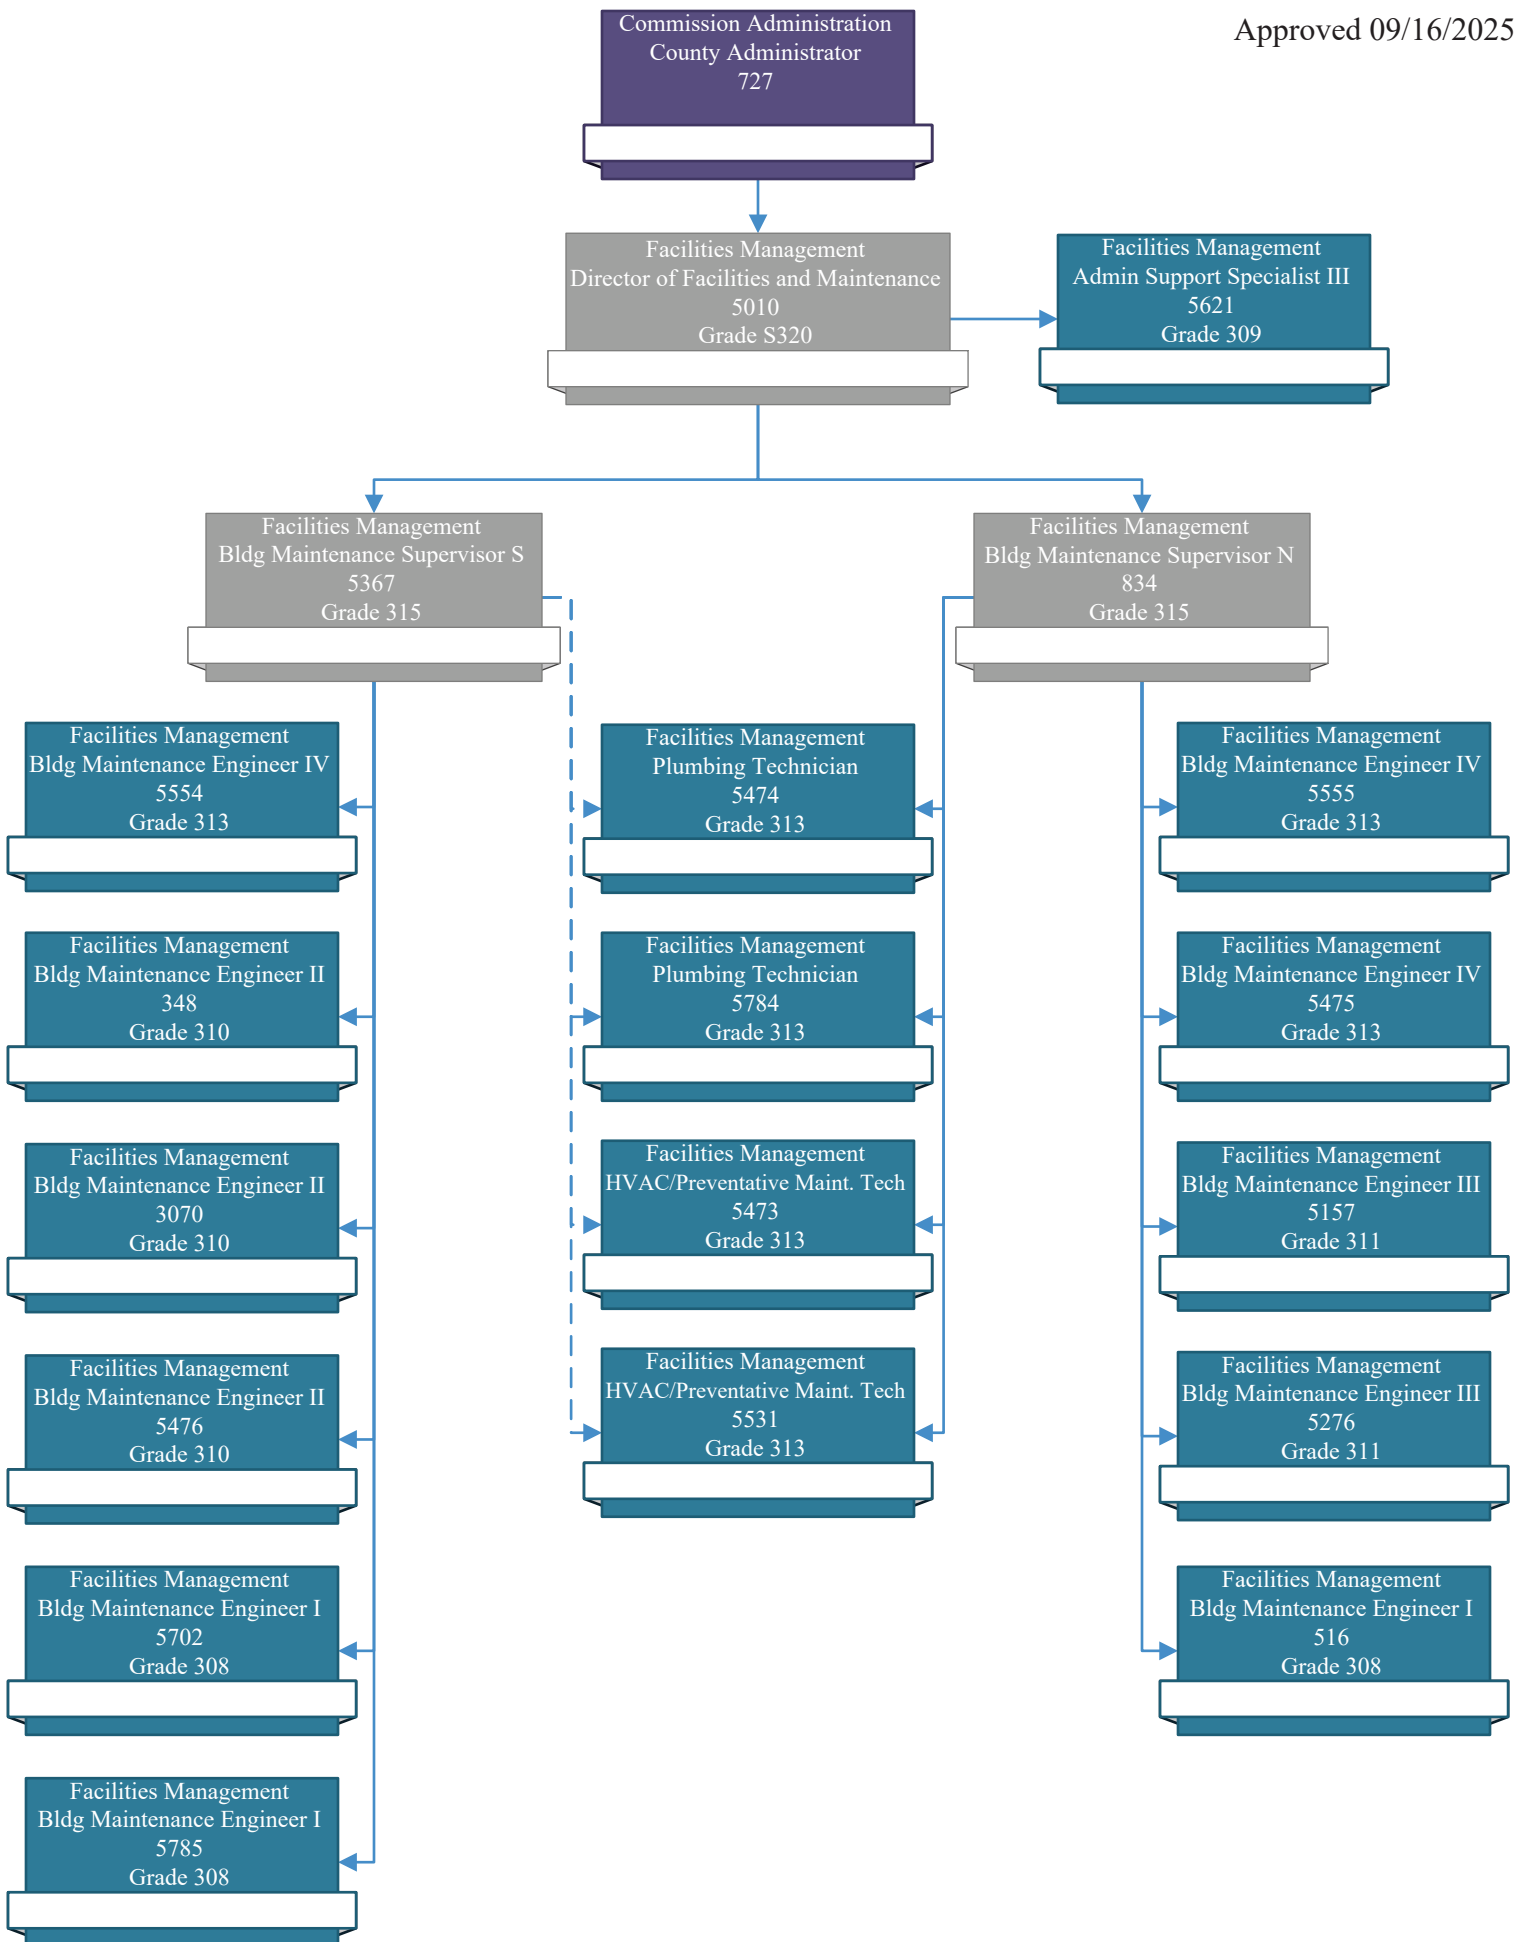 Approved 09/16/2025
Commission Administration
County Administrator
727
Facilities Management
Director of Facilities and Maintenance
5010
Grade S320
Facilities Management
Admin Support Specialist III
5621
Grade 309
Facilities Management
Bldg Maintenance Supervisor S
5367
Grade 315
Facilities Management
Bldg Maintenance Supervisor N
834
Grade 315
Facilities Management
Bldg Maintenance Engineer IV
5554
Grade 313
Facilities Management
Plumbing Technician
5474
Grade 313
Facilities Management
Bldg Maintenance Engineer IV
5555
Grade 313
Facilities Management
Bldg Maintenance Engineer II
348
Grade 310
Facilities Management
Plumbing Technician
5784
Grade 313
Facilities Management
Bldg Maintenance Engineer IV
5475
Grade 313
Facilities Management
Bldg Maintenance Engineer II
3070
Grade 310
Facilities Management
HVAC/Preventative Maint. Tech
5473
Grade 313
Facilities Management
Bldg Maintenance Engineer III
5157
Grade 311
Facilities Management
Bldg Maintenance Engineer II
5476
Grade 310
Facilities Management
HVAC/Preventative Maint. Tech
5531
Grade 313
Facilities Management
Bldg Maintenance Engineer III
5276
Grade 311
Facilities Management
Bldg Maintenance Engineer I
5702
Grade 308
Facilities Management
Bldg Maintenance Engineer I
516
Grade 308
Facilities Management
Bldg Maintenance Engineer I
5785
Grade 308